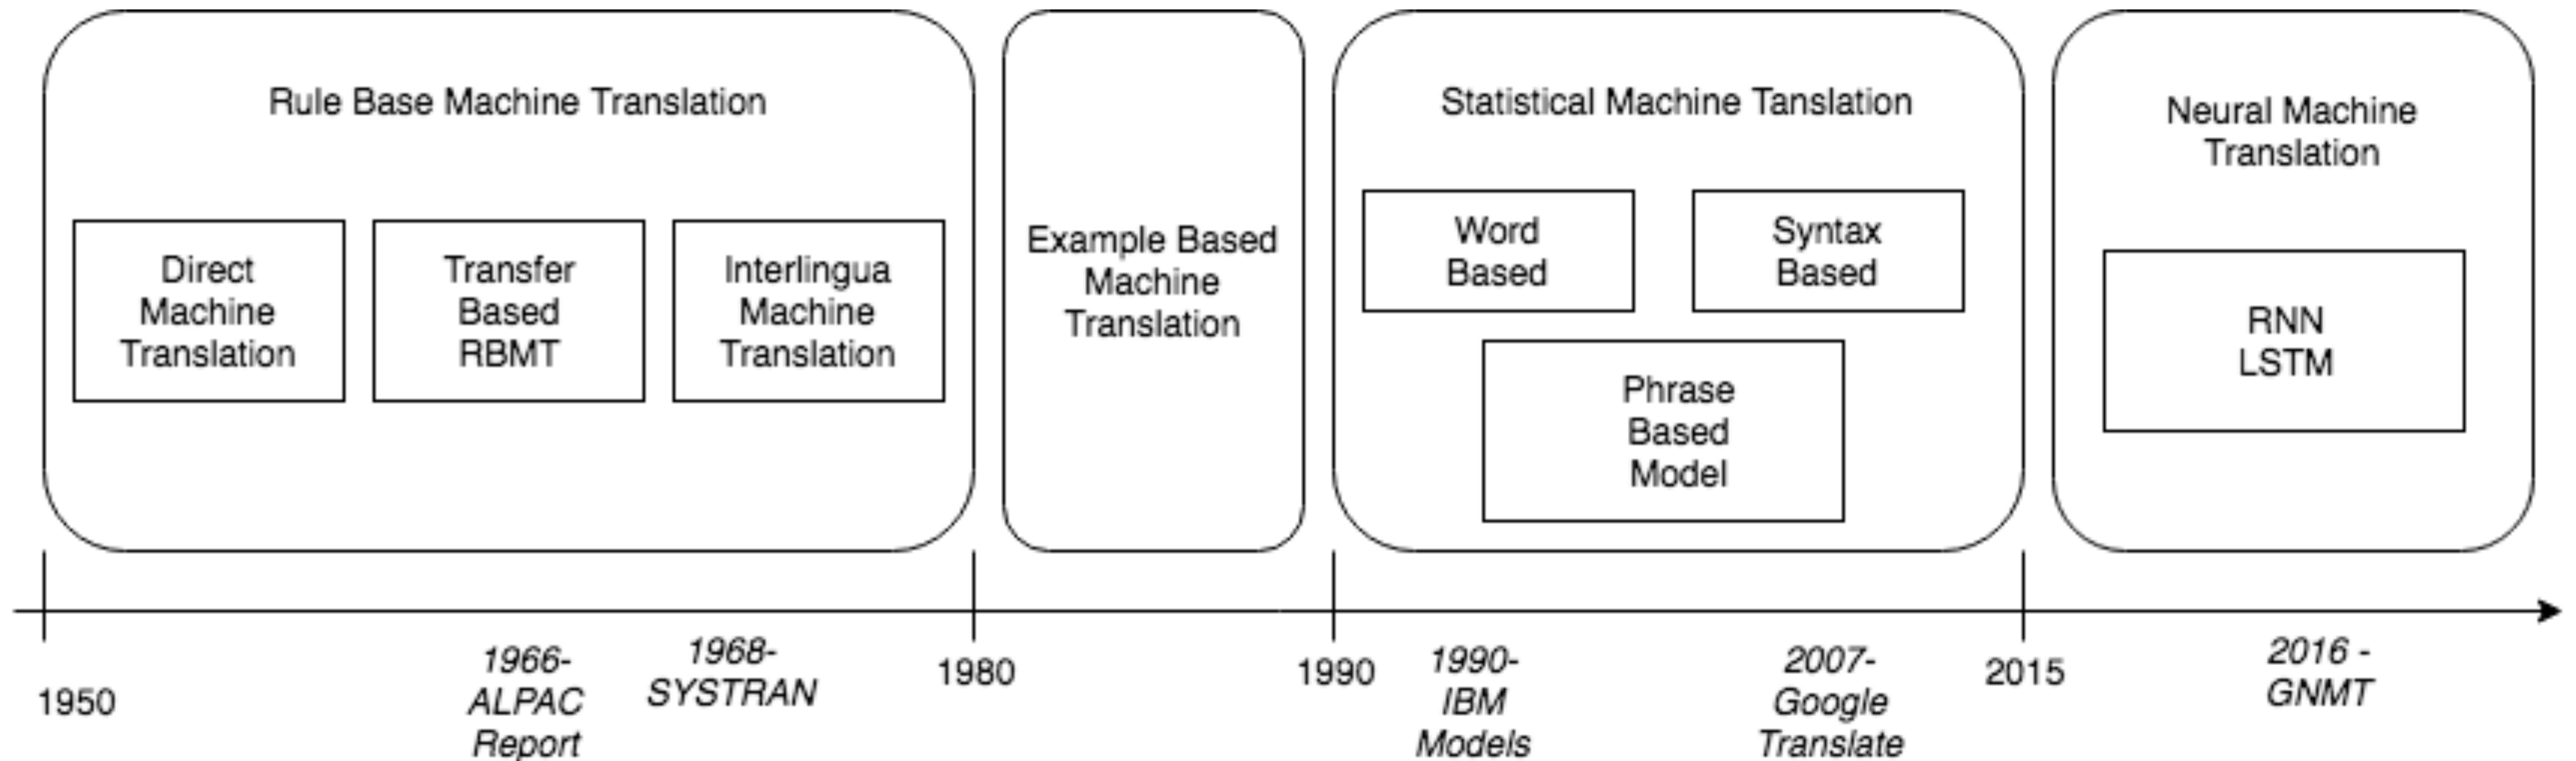 Rule Base Machine Translation
Direct
Machine
Translation
Transfer
Based
RBMT
Interlingua
Machine
Translation
Example Based
Machine
Translation
Statistical Machine Tanslation
Word
Based
Syntax
Based
Phrase
Based
Model
Neural Machine
Translation
RNN
LSTM
1950
1966-
ALPAC
Report
1968-
SYSTRAN
1980
1990
1990-
IBM
Models
2007-
Google
Translate
2015
2016 -
GNMT